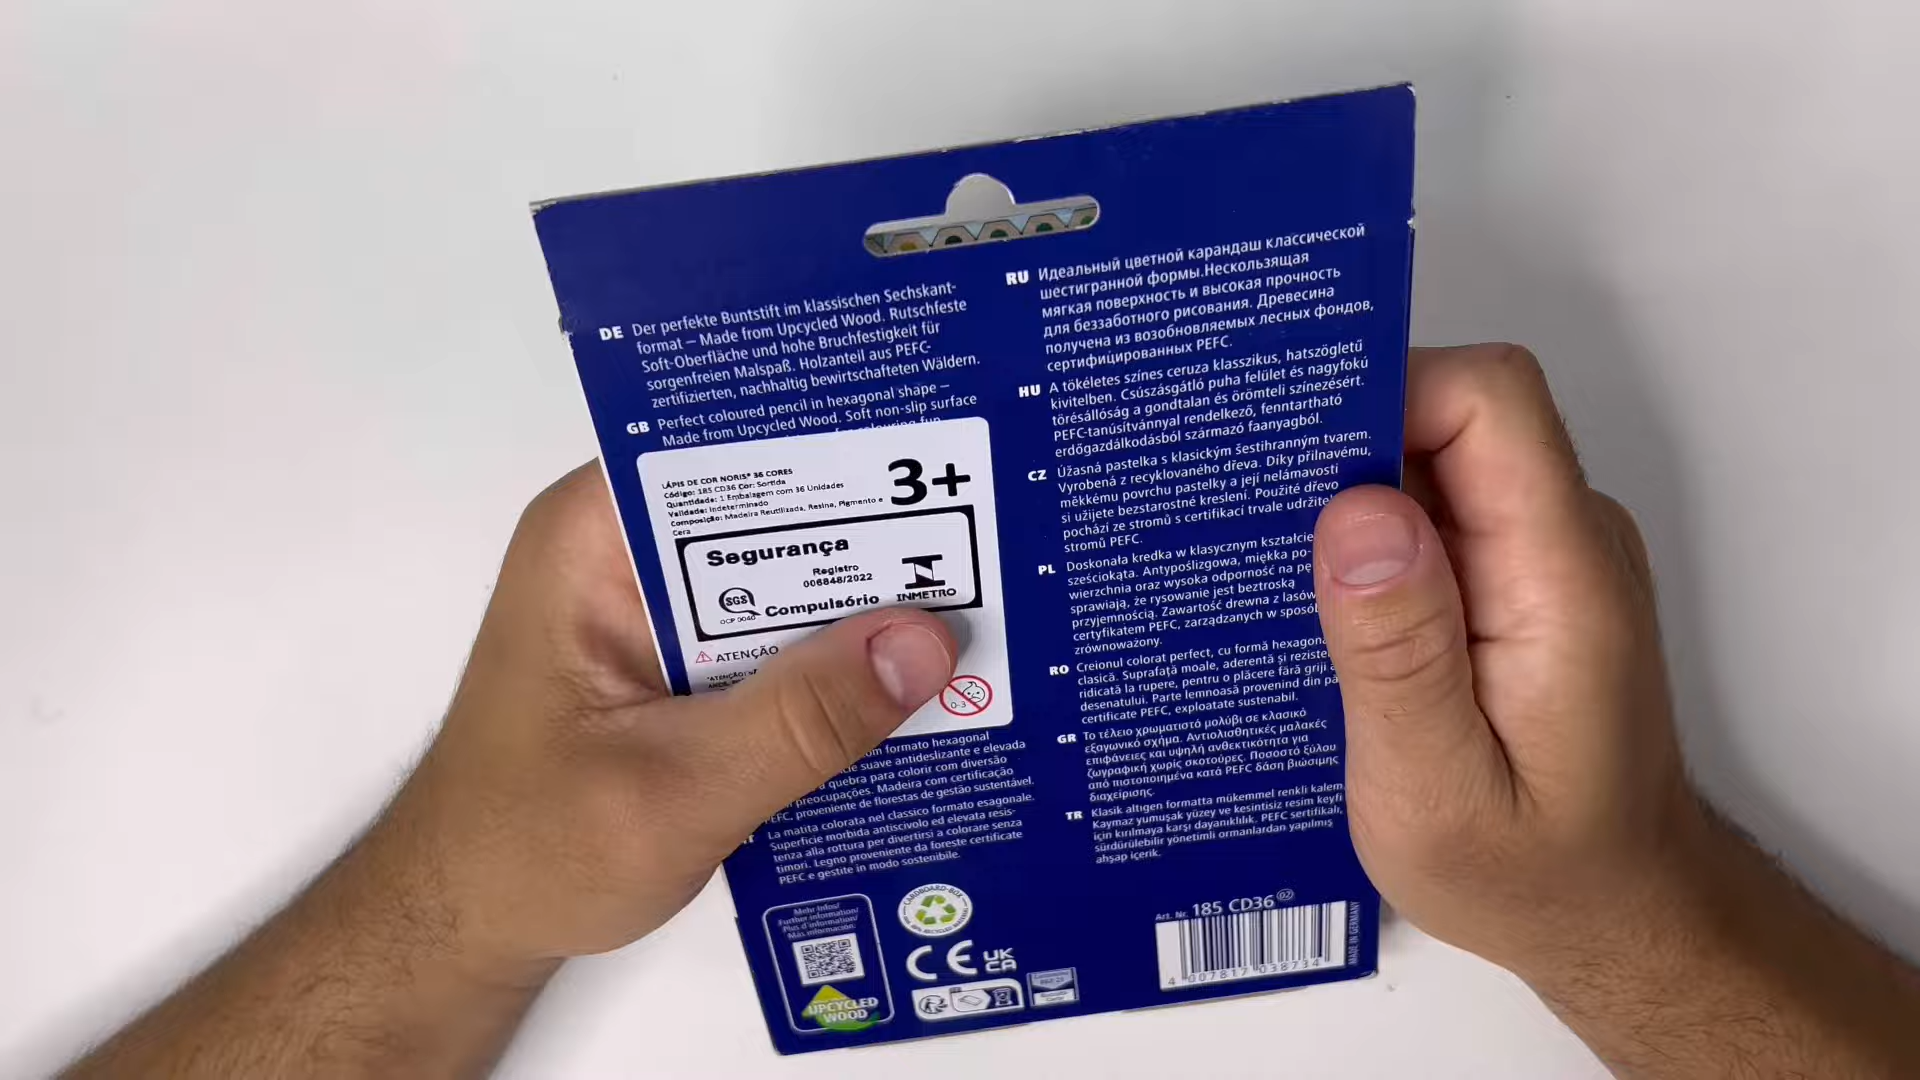 DE Der perfekte Buntstift im klassischen Sechskant-
format – Made from Upcycled Wood. Rutschfeste
Soft-Oberfläche und hohe Bruchfestigkeit für
sorgenfreien Malspaß. Holzanteil aus PEFC-
zertifizierten, nachhaltig bewirtschafteten Wäldern.
GB Perfect coloured pencil in hexagonal shape –
Made from Upcycled Wood. Soft non-slip surface
LÁPIS DE COR NORIS® 36 CORES
Código: 185 CD36 Cor: Sortida
Quantidade: 1 Embalagem com 36 Unidades
Validade: Indeterminado
Composição: Madeira Reutilizada, Resina, Pigmento e
Cera
3+
Segurança
Registro
006848/2022
SGS
OCP 0040
Compulsório
INMETRO
ATENÇÃO
0-3
formato hexagonal
suave antideslizante e elevada
quebra para colorir com diversão
preocupações. Madeira com certificação
PEFC, proveniente de florestas de gestão sustentável.
La matita colorata nel classico formato esagonale.
Superficie morbida antiscivolo ed elevata resis-
tenza alla rottura per divertirsi a colorare senza
timori. Legno proveniente da foreste certificate
PEFC e gestite in modo sostenibile.
RU Идеальный цветной карандаш классической
шестигранной формы.Нескользящая
мягкая поверхность и высокая прочность
для беззаботного рисования. Древесина
получена из возобновляемых лесных фондов,
сертифицированных PEFC.
HU A tökéletes színes ceruza klasszikus, hatszögletű
kivitelben. Csúszásgátló puha felület és nagyfokú
törésállóság a gondtalan és örömteli színezésért.
PEFC-tanúsítvánnyal rendelkező, fenntartható
erdőgazdálkodásból származó faanyagból.
CZ Úžasná pastelka s klasickým šestihranným tvarem.
Vyrobená z recyklovaného dřeva. Díky přilnavému,
měkkému povrchu pastelky a její nelámavosti
si užijete bezstarostné kreslení. Použité dřevo
pochází ze stromů s certifikací trvale
stromů PEFC.
PL Doskonała kredka w klasycznym kształcie
sześciokąta. Antypoślizgowa, miękka po-
wierzchnia oraz wysoka odporność na
sprawiają, że rysowanie jest beztroską
przyjemnością. Zawartość drewna z lasów
certyfikatem PEFC, zarządzanych w
zrównoważony.
RO Creionul colorat perfect, cu formă
clasică. Suprafață moale, aderentă și
ridicată la rupere, pentru o plăcere fără griji a
desenatului. Parte lemnoasă provenind din
certificate PEFC, exploatate sustenabil.
GR Το τέλειο χρωματιστό μολύβι σε κλασικό
εξαγωνικό σχήμα. Αντιολισθητικές μαλακές
επιφάνειες και υψηλή ανθεκτικότητα για
ζωγραφική χωρίς σκοτούρες. Ποσοστό ξύλου
από πιστοποιημένα κατά PEFC δάση βιώσιμης
διαχείρισης.
TR Klasik altıgen formatta mükemmel renkli kalem.
Kaymaz yumuşak yüzey ve kesintisiz resim keyfi
için kırılmaya karşı dayanıklılık. PEFC sertifikalı,
sürdürülebilir yönetimli ormanlardan yapılmış
ahşap içerik.
Mehr Infos/
Further information/
Plus d'information/
Más información
UPCYCLED
WOOD
CARDBOARD-BOX
CE UK
CA
Art. Nr. 185 CD36 02
4 007817 038734
MADE IN GERMANY